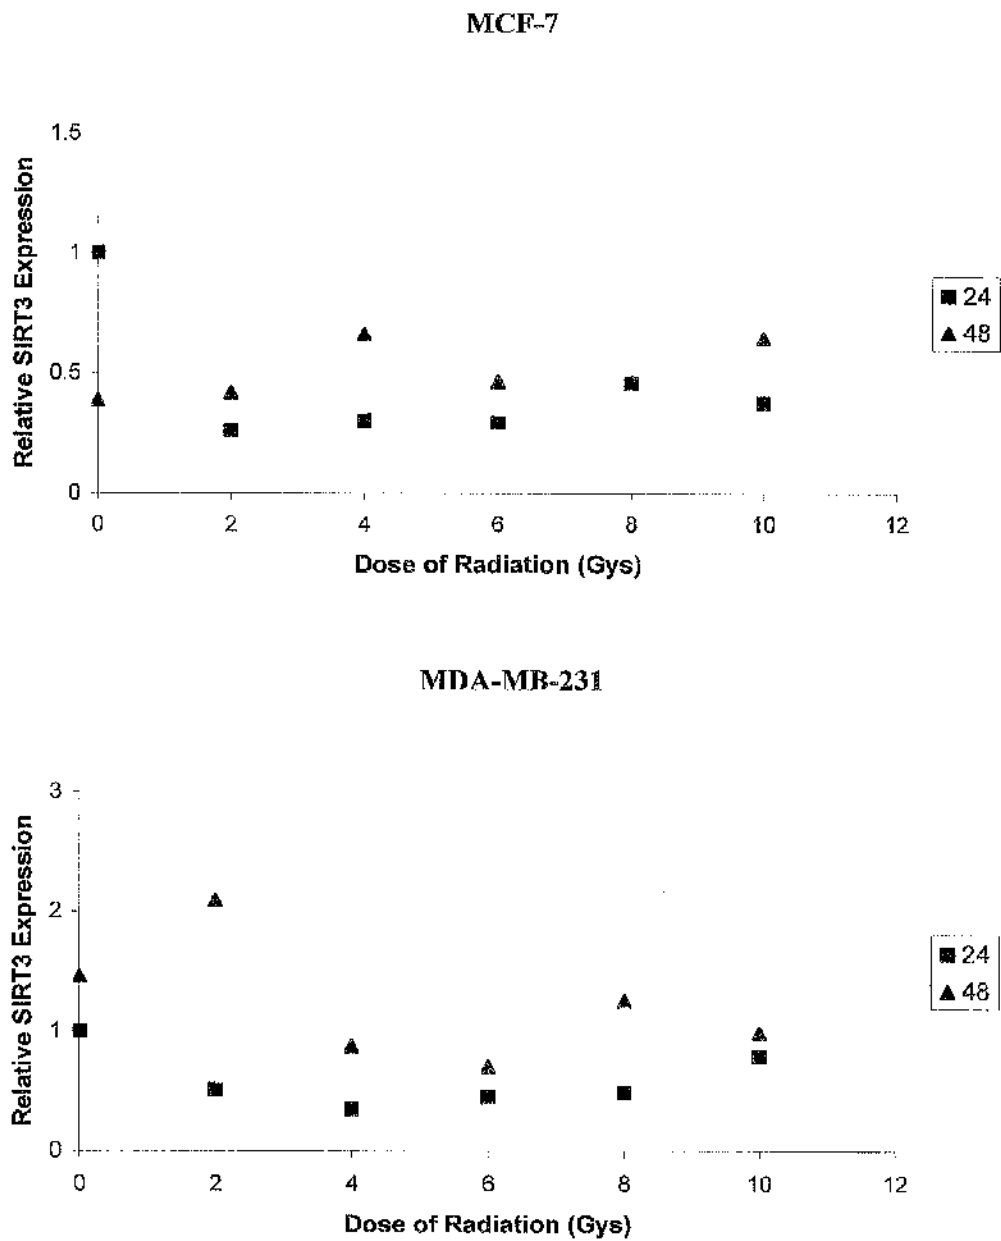 MCF-7
1.5
1
0.5
0
0 2 4 6 8 10 12
Relative SIRT3 Expression
Dose of Radiation (Gys)
24
48
MDA-MB-231
3
2
1
0
0 2 4 6 8 10 12
Relative SIRT3 Expression
Dose of Radiation (Gys)
24
48